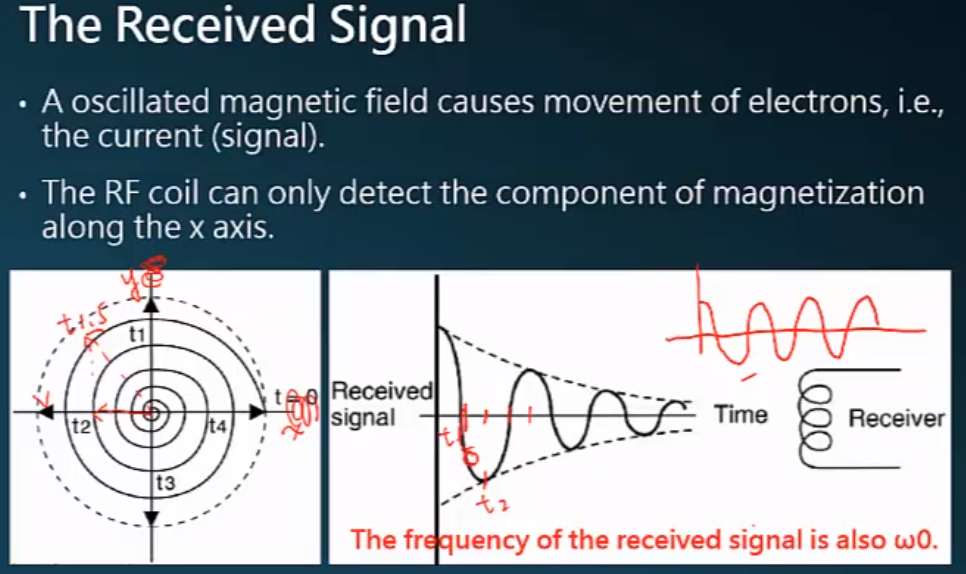 The Received Signal
• A oscillated magnetic field causes movement of electrons, i.e.,
the current (signal).
• The RF coil can only detect the component of magnetization
along the x axis.
y
t1.5
t1
t=0
x
t2
t4
t3
Received
signal
t1
t2
Time
Receiver
The frequency of the received signal is also ω0.